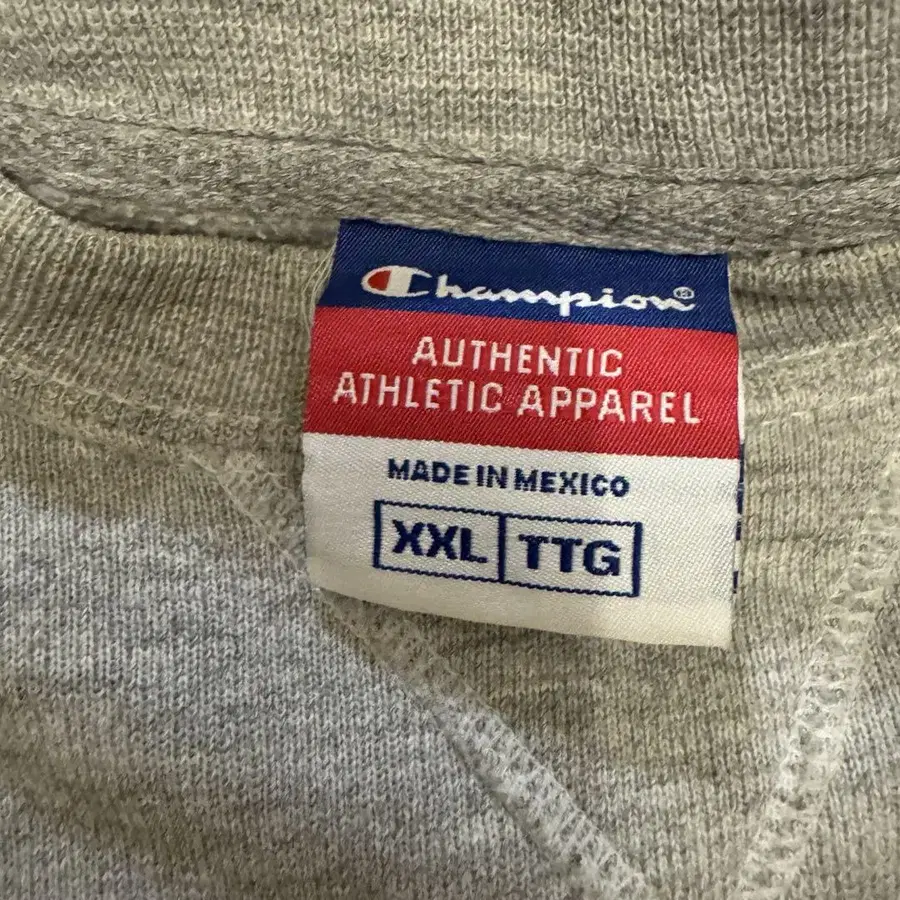 Champion®
AUTHENTIC
ATHLETIC APPAREL
MADE IN MEXICO
XXL TTG